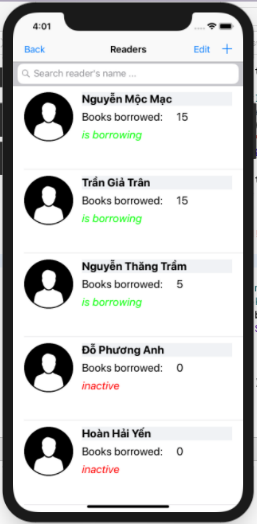 4:01
Back Readers Edit +
Search reader's name ...
Nguyễn Mộc Mạc
Books borrowed: 15
is borrowing
Trần Giả Trân
Books borrowed: 15
is borrowing
Nguyễn Thăng Trầm
Books borrowed: 5
is borrowing
Đỗ Phương Anh
Books borrowed: 0
inactive
Hoàn Hải Yến
Books borrowed: 0
inactive